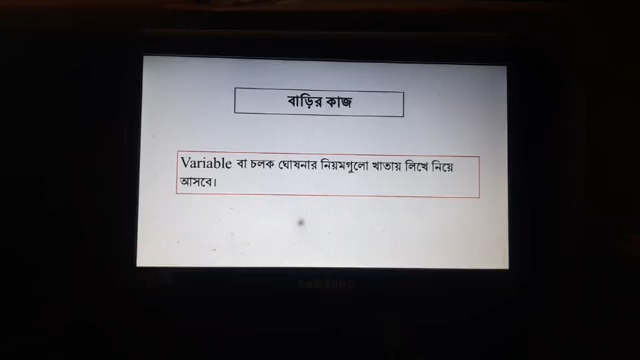 বাড়ির কাজ
Variable বা চলক ঘোষনার নিয়মগুলো খাতায় লিখে নিয়ে
আসবে।
SAMSUNG